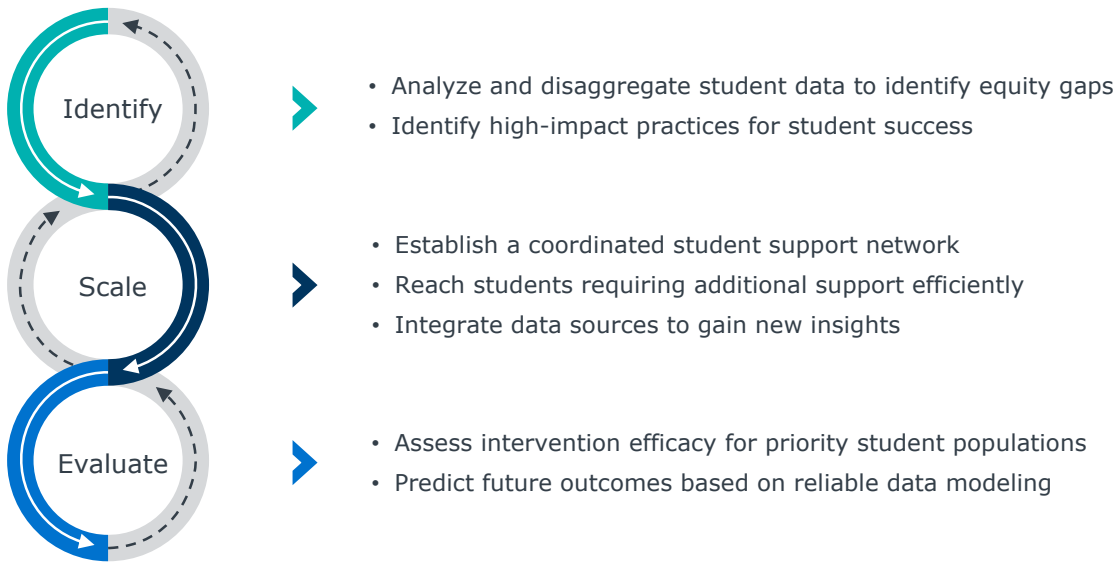 Identify
• Analyze and disaggregate student data to identify equity gaps
• Identify high-impact practices for student success
Scale
• Establish a coordinated student support network
• Reach students requiring additional support efficiently
• Integrate data sources to gain new insights
Evaluate
• Assess intervention efficacy for priority student populations
• Predict future outcomes based on reliable data modeling